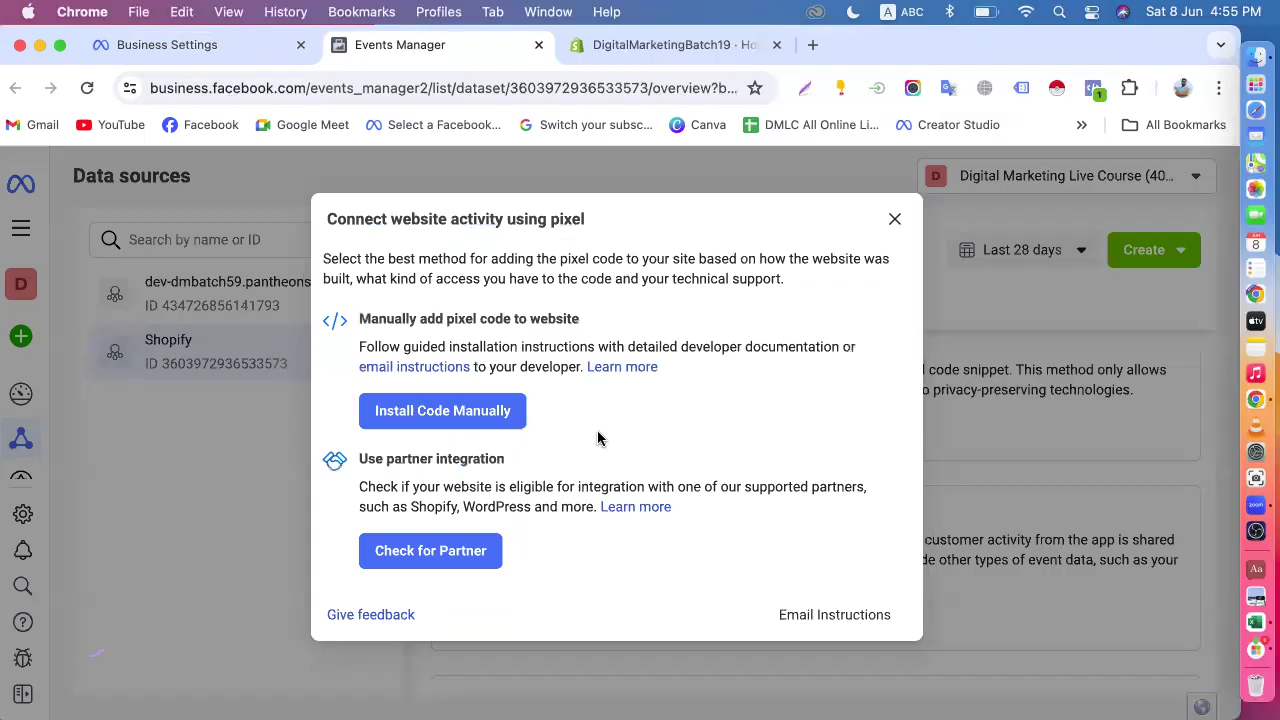 Chrome File Edit View History Bookmarks Profiles Tab Window Help A ABC Sat 8 Jun 4:55 PM
Business Settings Events Manager DigitalMarketingBatch19 · Ho
business.facebook.com/events_manager2/list/dataset/3603972936533573/overview?b...
1
Gmail YouTube Facebook Google Meet Select a Facebook... Switch your subsc... Canva DMLC All Online Li... Creator Studio All Bookmarks
Data sources
D Digital Marketing Live Course (40...
Search by name or ID
Last 28 days
Create
D
dev-dmbatch59.pantheons
ID 434726856141793
Shopify
ID 3603972936533573
Connect website activity using pixel
Select the best method for adding the pixel code to your site based on how the website was
built, what kind of access you have to the code and your technical support.
Manually add pixel code to website
Follow guided installation instructions with detailed developer documentation or
email instructions to your developer. Learn more
Install Code Manually
Use partner integration
Check if your website is eligible for integration with one of our supported partners,
such as Shopify, WordPress and more. Learn more
Check for Partner
Give feedback
Email Instructions
code snippet. This method only allows
privacy-preserving technologies.
customer activity from the app is shared
other types of event data, such as your
JUN
8
tv
zoom
Aa